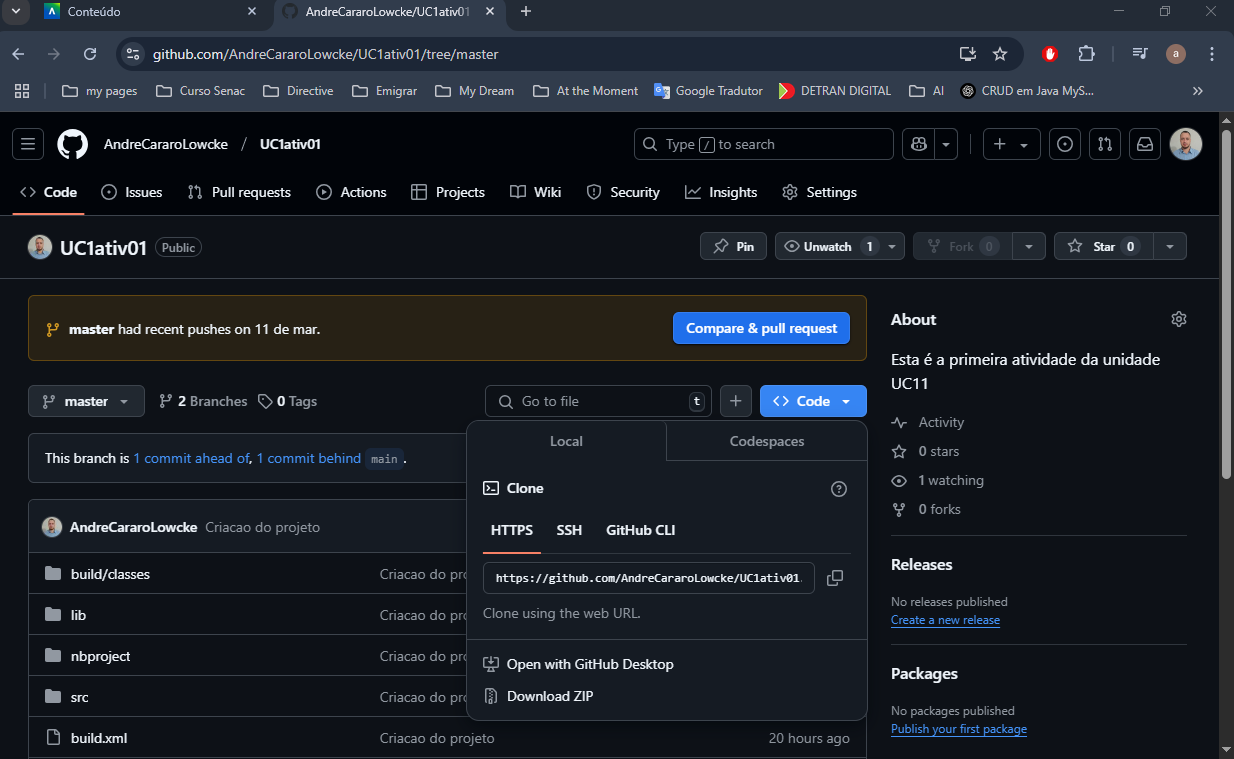 Conteúdo
AndreCararoLowcke/UC1ativ01
github.com/AndreCararoLowcke/UC1ativ01/tree/master
a
my pages
Curso Senac
Directive
Emigrar
My Dream
At the Moment
Google Tradutor
DETRAN DIGITAL
AI
CRUD em Java MyS...
AndreCararoLowcke / UC1ativ01
Type / to search
Code
Issues
Pull requests
Actions
Projects
Wiki
Security
Insights
Settings
UC1ativ01 Public
Pin
Unwatch 1
Fork 0
Star 0
master had recent pushes on 11 de mar.
Compare & pull request
master
2 Branches
0 Tags
Go to file t
Code
This branch is 1 commit ahead of, 1 commit behind main .
AndreCararoLowcke Criacao do projeto
build/classes Criacao do pro
lib Criacao do pro
nbproject Criacao do pro
src Criacao do pro
build.xml Criacao do projeto 20 hours ago
Local
Codespaces
Clone
HTTPS
SSH
GitHub CLI
https://github.com/AndreCararoLowcke/UC1ativ01.
Clone using the web URL.
Open with GitHub Desktop
Download ZIP
About
Esta é a primeira atividade da unidade
UC11
Activity
0 stars
1 watching
0 forks
Releases
No releases published
Create a new release
Packages
No packages published
Publish your first package